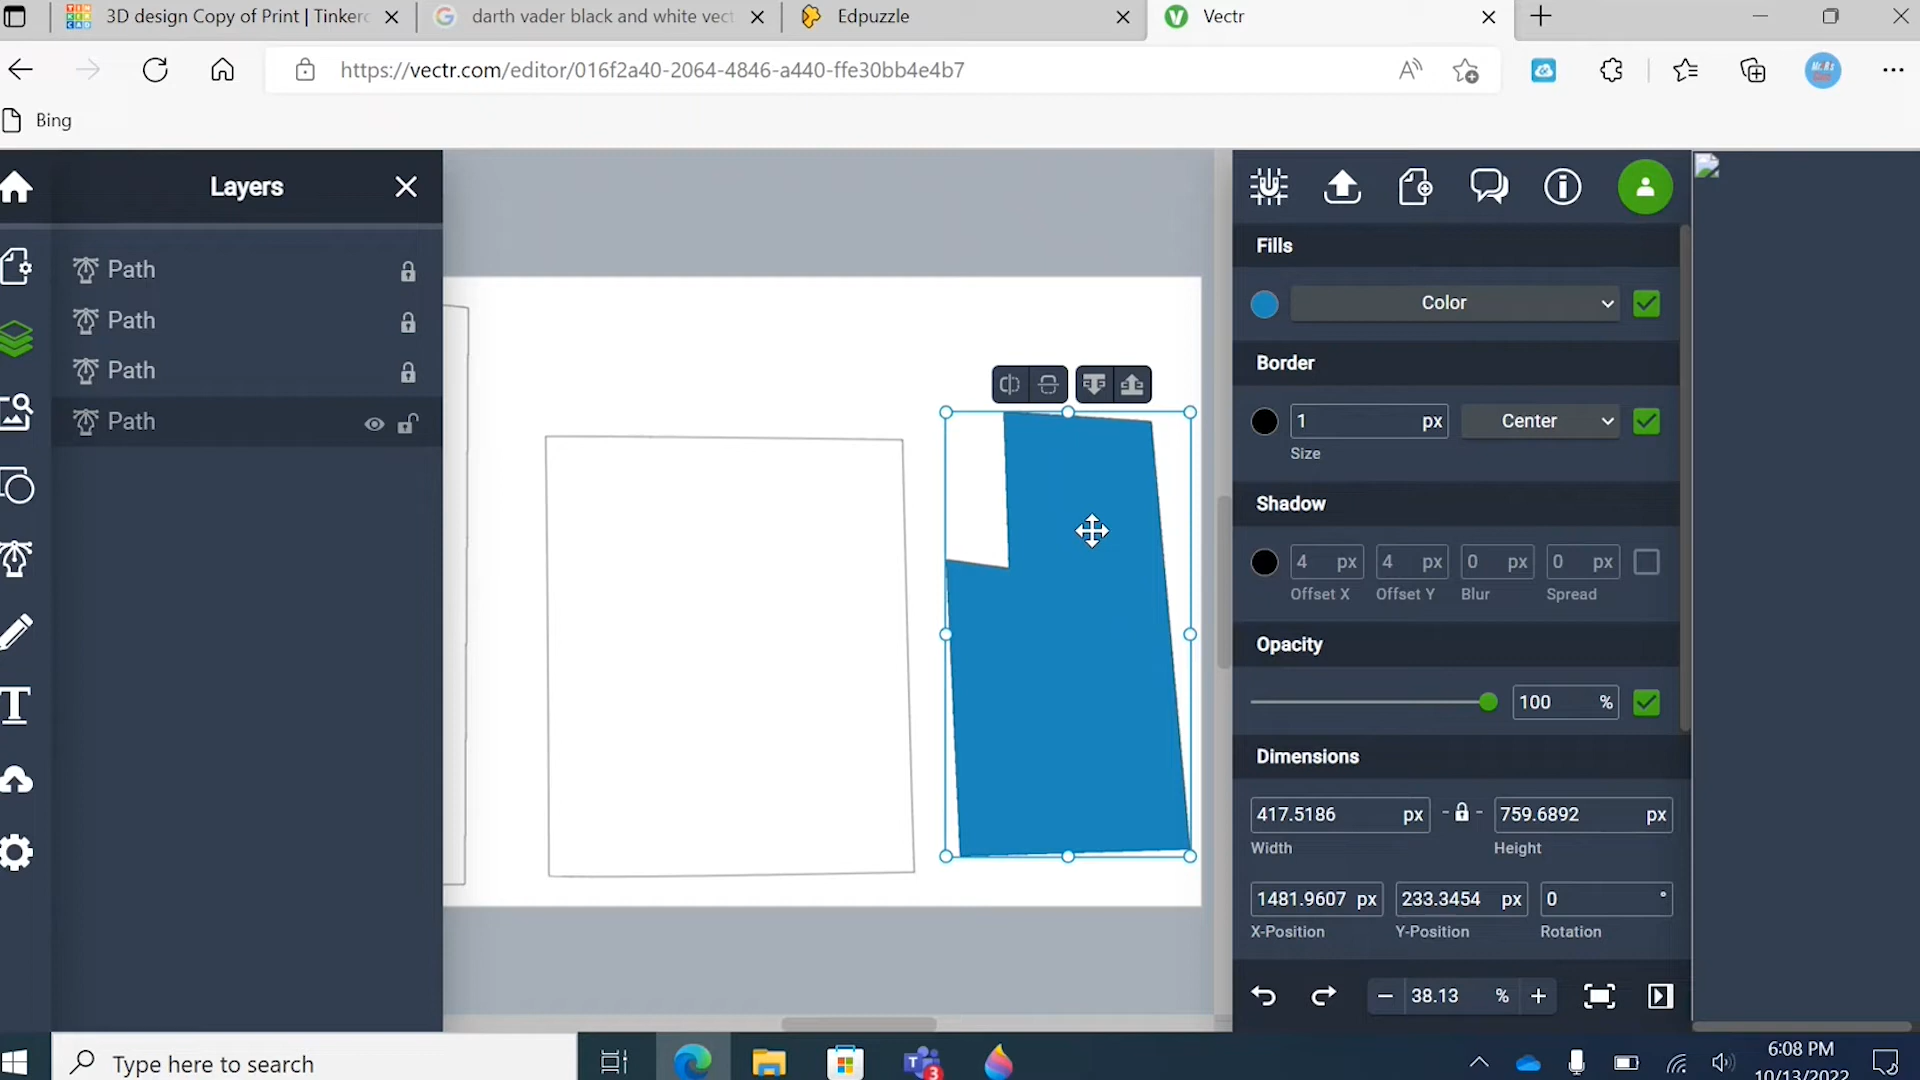 3D design Copy of Print | Tinkerc
darth vader black and white vect
Edpuzzle
Vectr
https://vectr.com/editor/016f2a40-2064-4846-a440-ffe30bb4e4b7
Bing
Layers
Path
Path
Path
Path
Fills
Color
Border
1 px
Center
Size
Shadow
4 px
4 px
0 px
0 px
Offset X
Offset Y
Blur
Spread
Opacity
100 %
Dimensions
417.5186 px
759.6892 px
Width
Height
1481.9607 px
233.3454 px
0 °
X-Position
Y-Position
Rotation
38.13 %
Type here to search
3
6:08 PM
10/13/2022